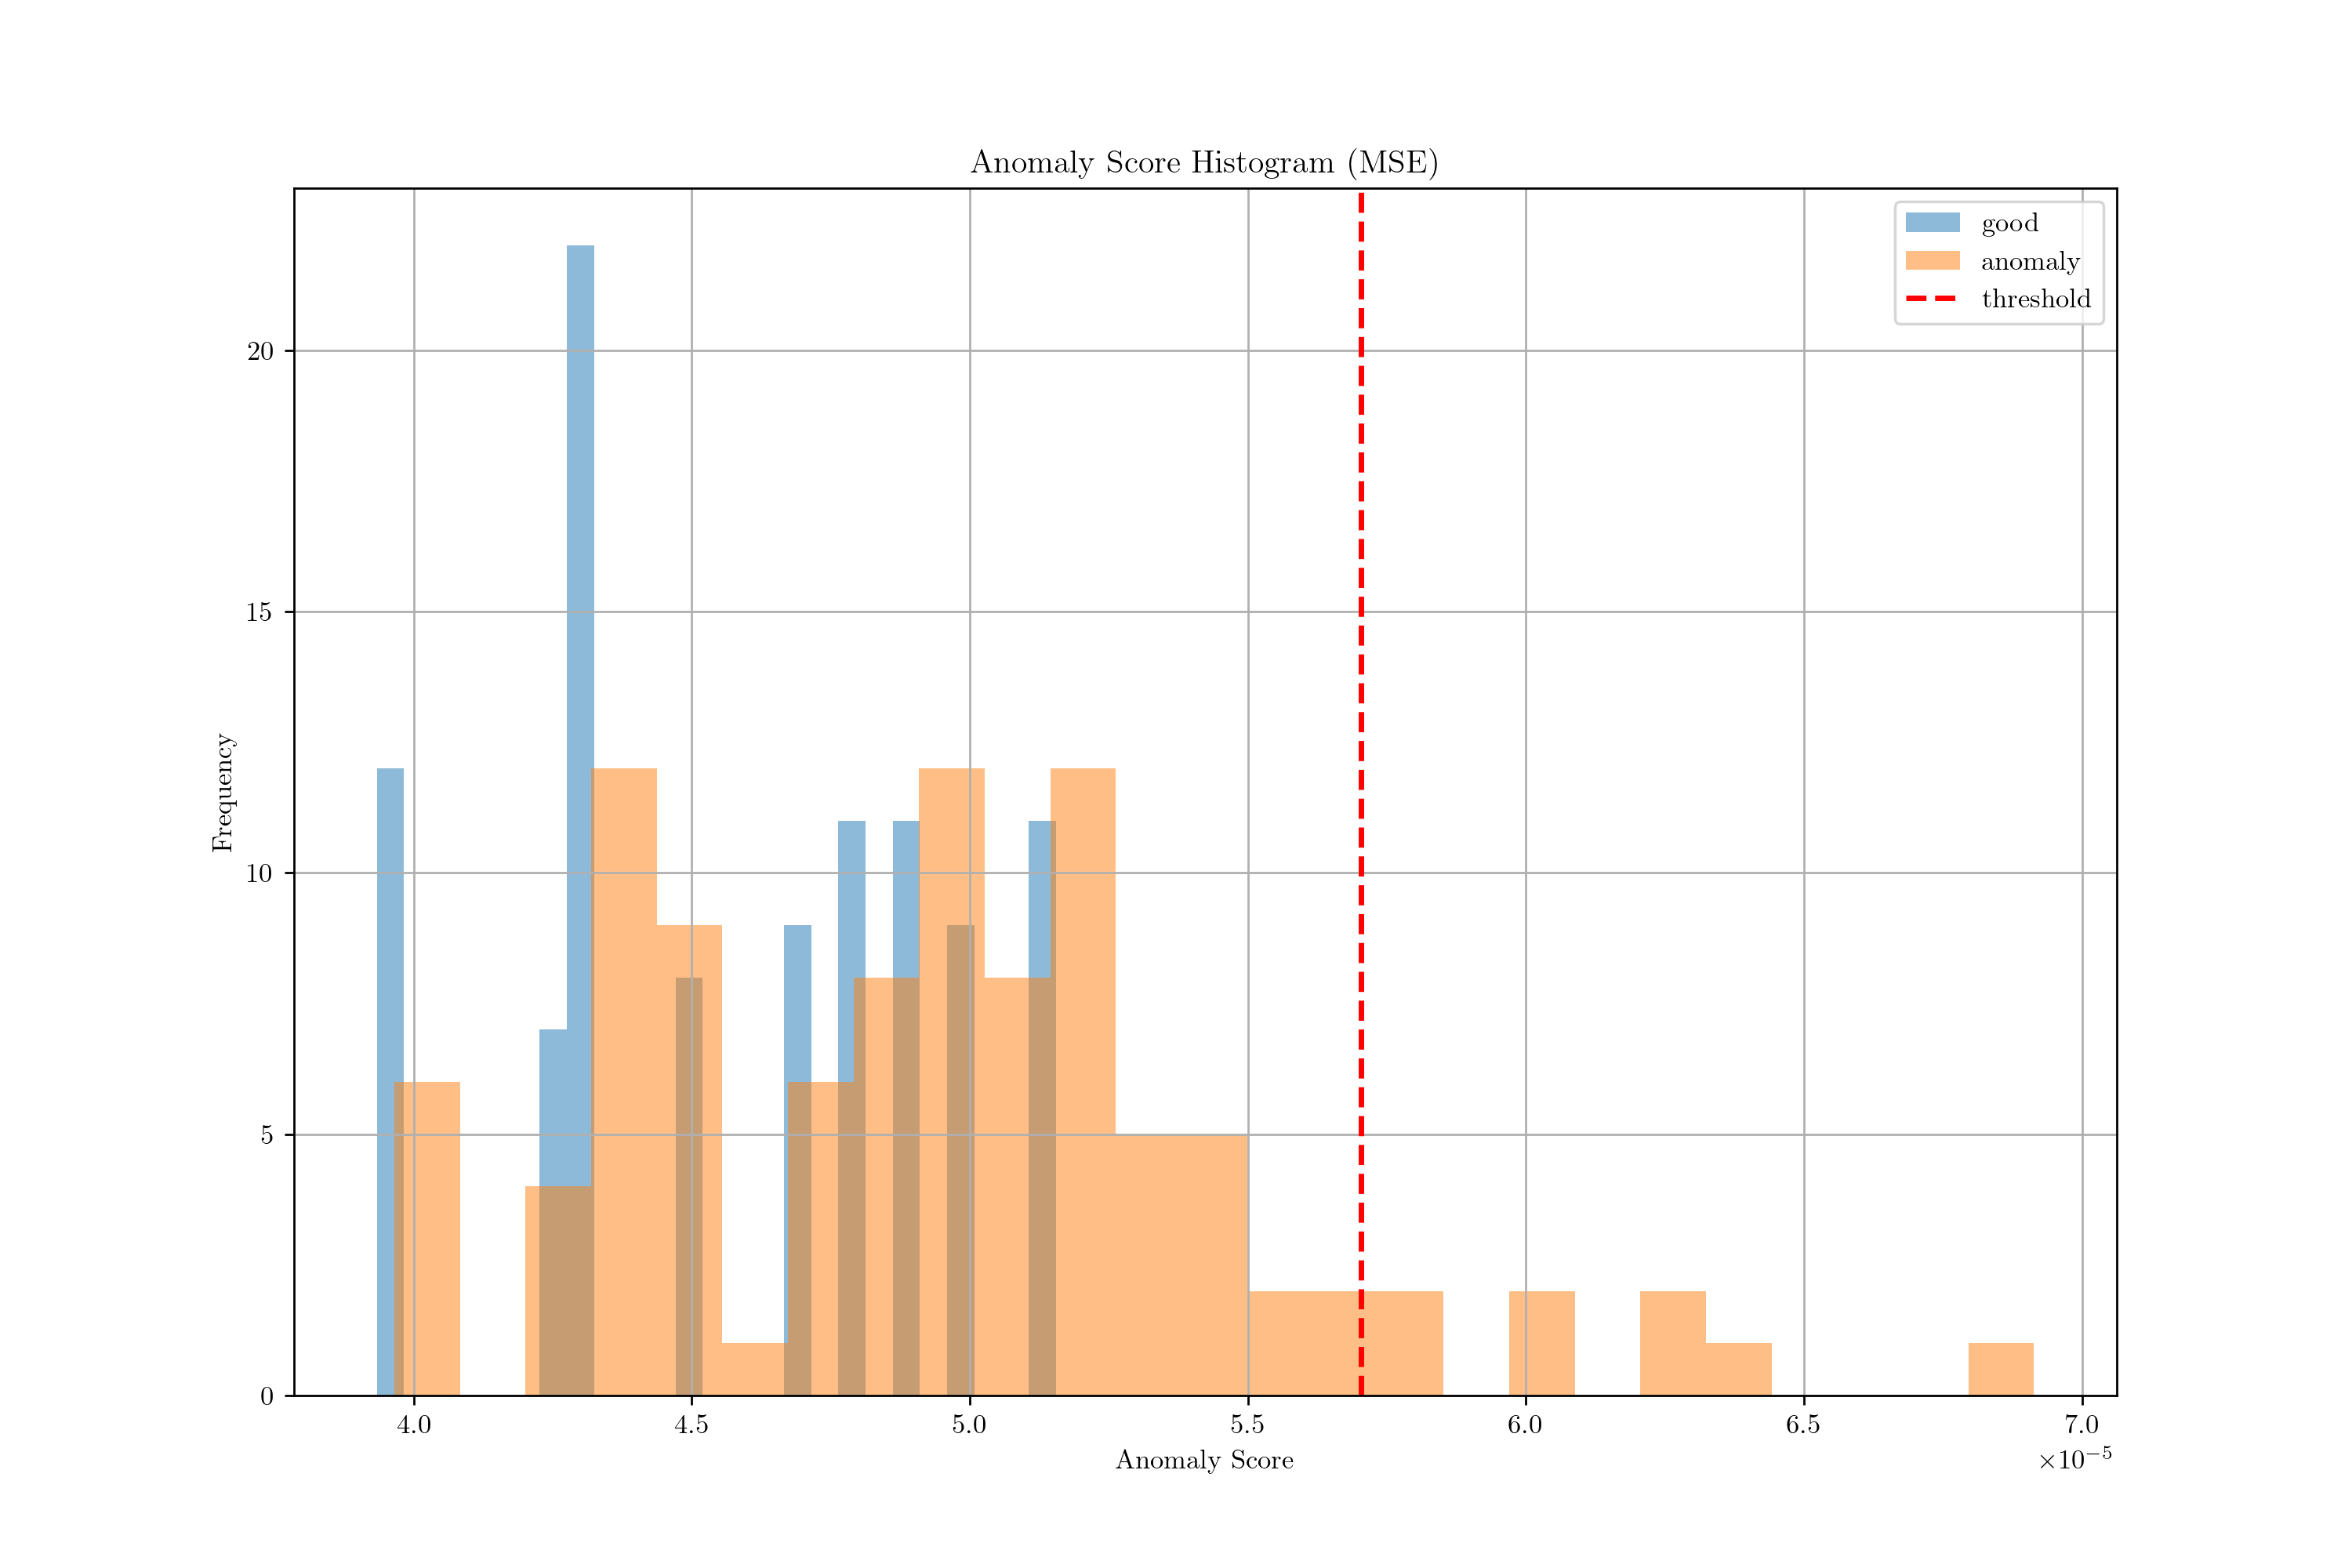 Anomaly Score Histogram (MSE)
good
anomaly
threshold
Frequency
20
15
10
5
0
4.0 4.5 5.0 5.5 6.0 6.5 7.0
×10⁻⁵
Anomaly Score